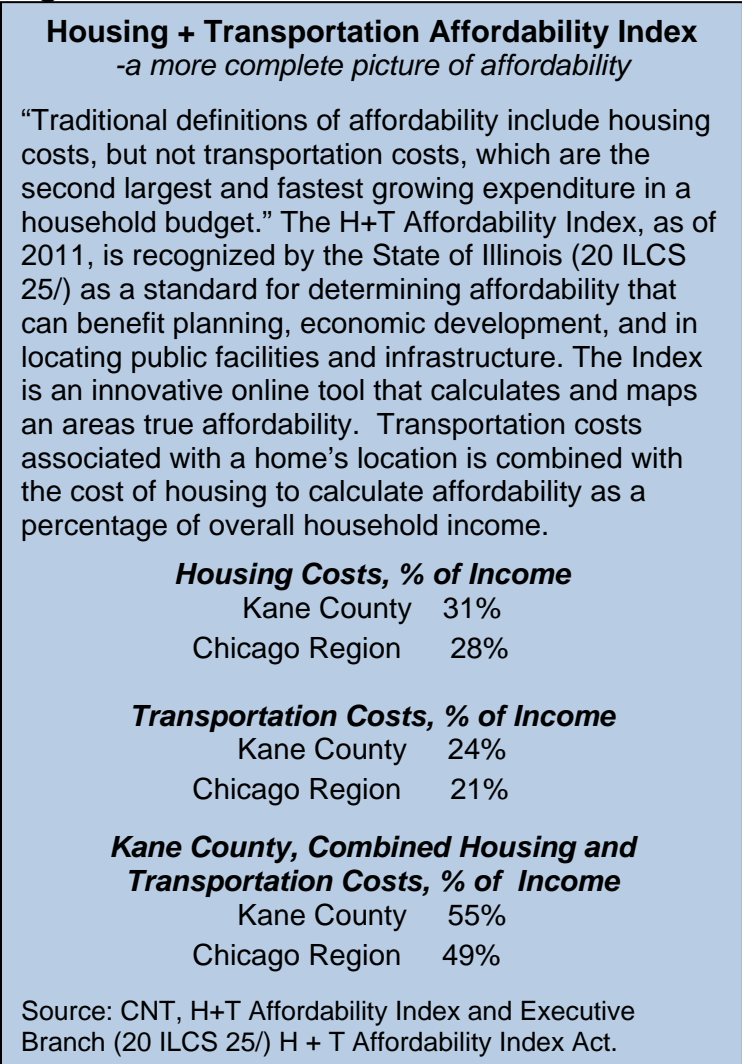 Housing + Transportation Affordability Index
-a more complete picture of affordability
“Traditional definitions of affordability include housing
costs, but not transportation costs, which are the
second largest and fastest growing expenditure in a
household budget.” The H+T Affordability Index, as of
2011, is recognized by the State of Illinois (20 ILCS
25/) as a standard for determining affordability that
can benefit planning, economic development, and in
locating public facilities and infrastructure. The Index
is an innovative online tool that calculates and maps
an areas true affordability.  Transportation costs
associated with a home’s location is combined with
the cost of housing to calculate affordability as a
percentage of overall household income.
Housing Costs, % of Income
Kane County 31%
Chicago Region 28%
Transportation Costs, % of Income
Kane County 24%
Chicago Region 21%
Kane County, Combined Housing and
Transportation Costs, % of Income
Kane County 55%
Chicago Region 49%
Source: CNT, H+T Affordability Index and Executive
Branch (20 ILCS 25/) H + T Affordability Index Act.